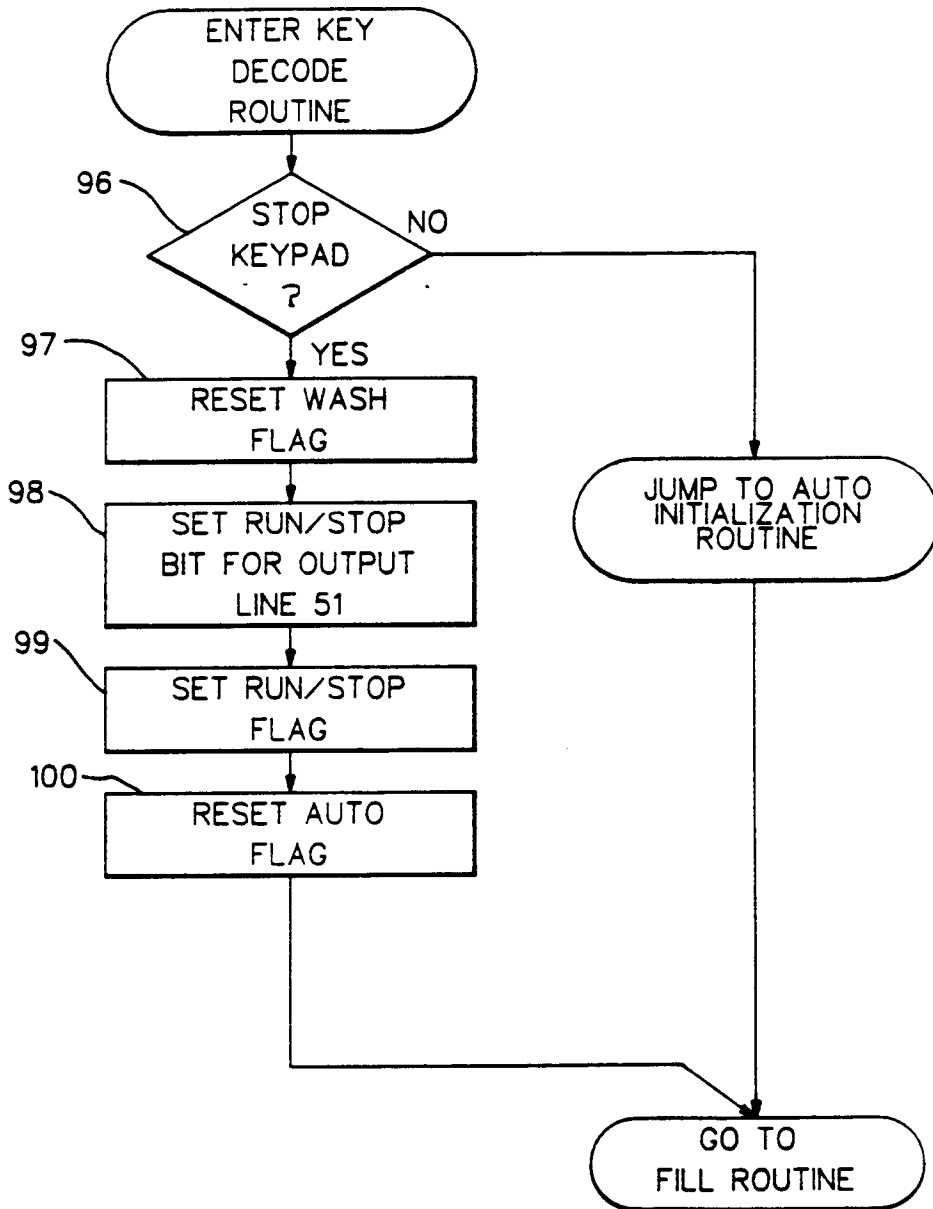 ENTER KEY
DECODE
ROUTINE
96
STOP
KEYPAD
?
NO
YES
97
RESET WASH
FLAG
98
SET RUN/STOP
BIT FOR OUTPUT
LINE 51
99
SET RUN/STOP
FLAG
100
RESET AUTO
FLAG
JUMP TO AUTO
INITIALIZATION
ROUTINE
GO TO
FILL ROUTINE